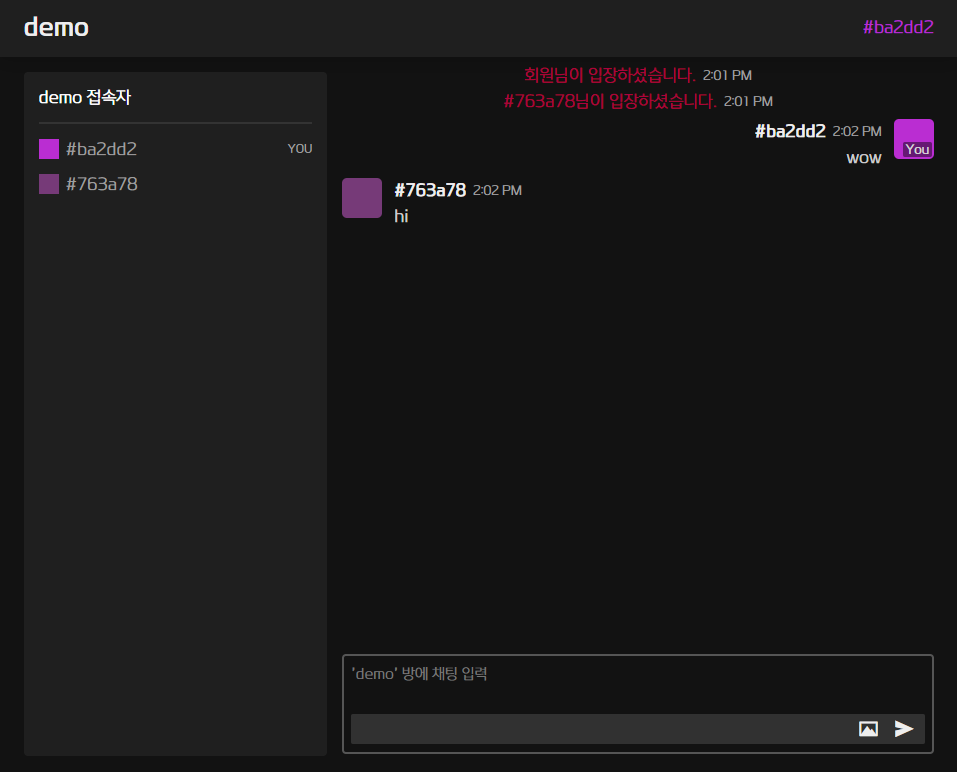 demo
#ba2dd2
demo 접속자
#ba2dd2 YOU
#763a78
회원님이 입장하셨습니다. 2:01 PM
#763a78님이 입장하셨습니다. 2:01 PM
#ba2dd2 2:02 PM
You
wow
#763a78 2:02 PM
hi
'demo' 방에 채팅 입력